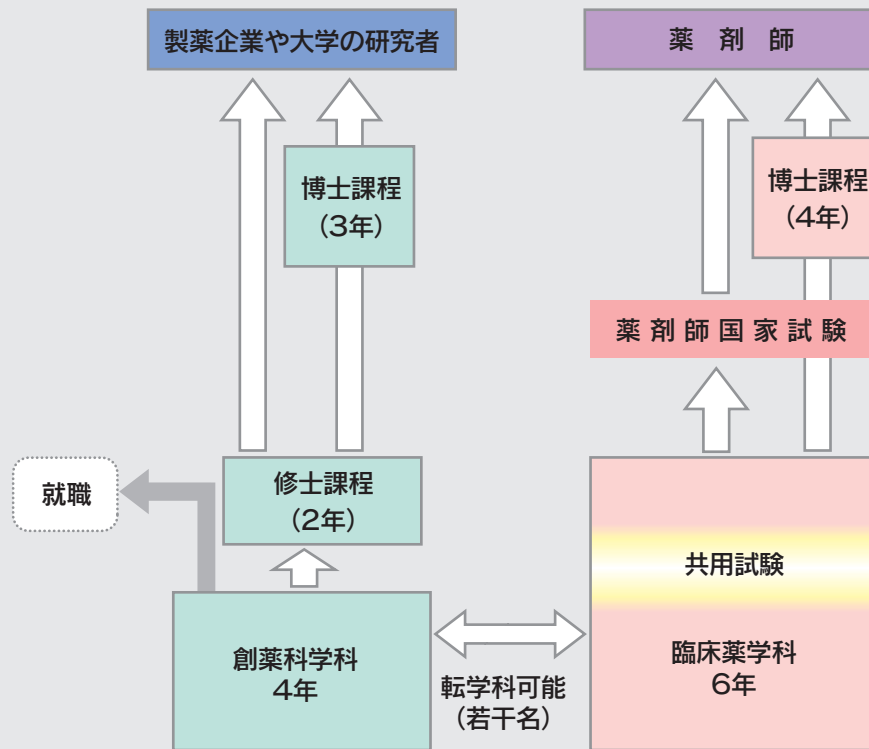 製薬企業や大学の研究者
薬剤師
博士課程
（3年）
博士課程
（4年）
薬剤師国家試験
就職
修士課程
（2年）
共用試験
創薬科学科
4年
転学科可能
（若干名）
臨床薬学科
6年